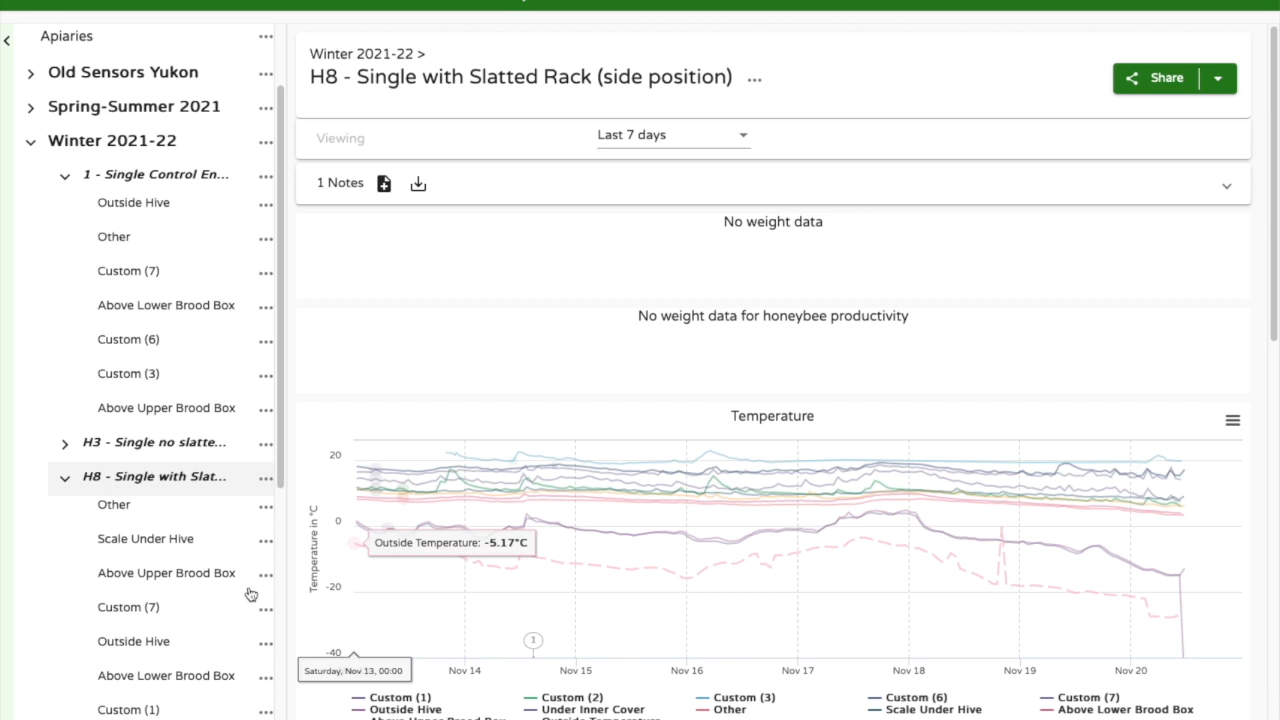 Apiaries
Old Sensors Yukon
Spring-Summer 2021
Winter 2021-22
1 - Single Control En...
Outside Hive
Other
Custom (7)
Above Lower Brood Box
Custom (6)
Custom (3)
Above Upper Brood Box
H3 - Single no slatte...
H8 - Single with Slat...
Other
Scale Under Hive
Above Upper Brood Box
Custom (7)
Outside Hive
Above Lower Brood Box
Custom (1)
Winter 2021-22 >
H8 - Single with Slatted Rack (side position) ...
Share
Viewing
Last 7 days
1 Notes
No weight data
No weight data for honeybee productivity
Temperature
Temperature in °C
20
0
-20
-40
Outside Temperature: -5.17°C
1
Saturday, Nov 13, 00:00
Nov 14 Nov 15 Nov 16 Nov 17 Nov 18 Nov 19 Nov 20
Custom (1) Custom (2) Custom (3) Custom (6) Custom (7)
Outside Hive Under Inner Cover Other Scale Under Hive Above Lower Brood Box
Above Upper Brood Box Outside Temperature